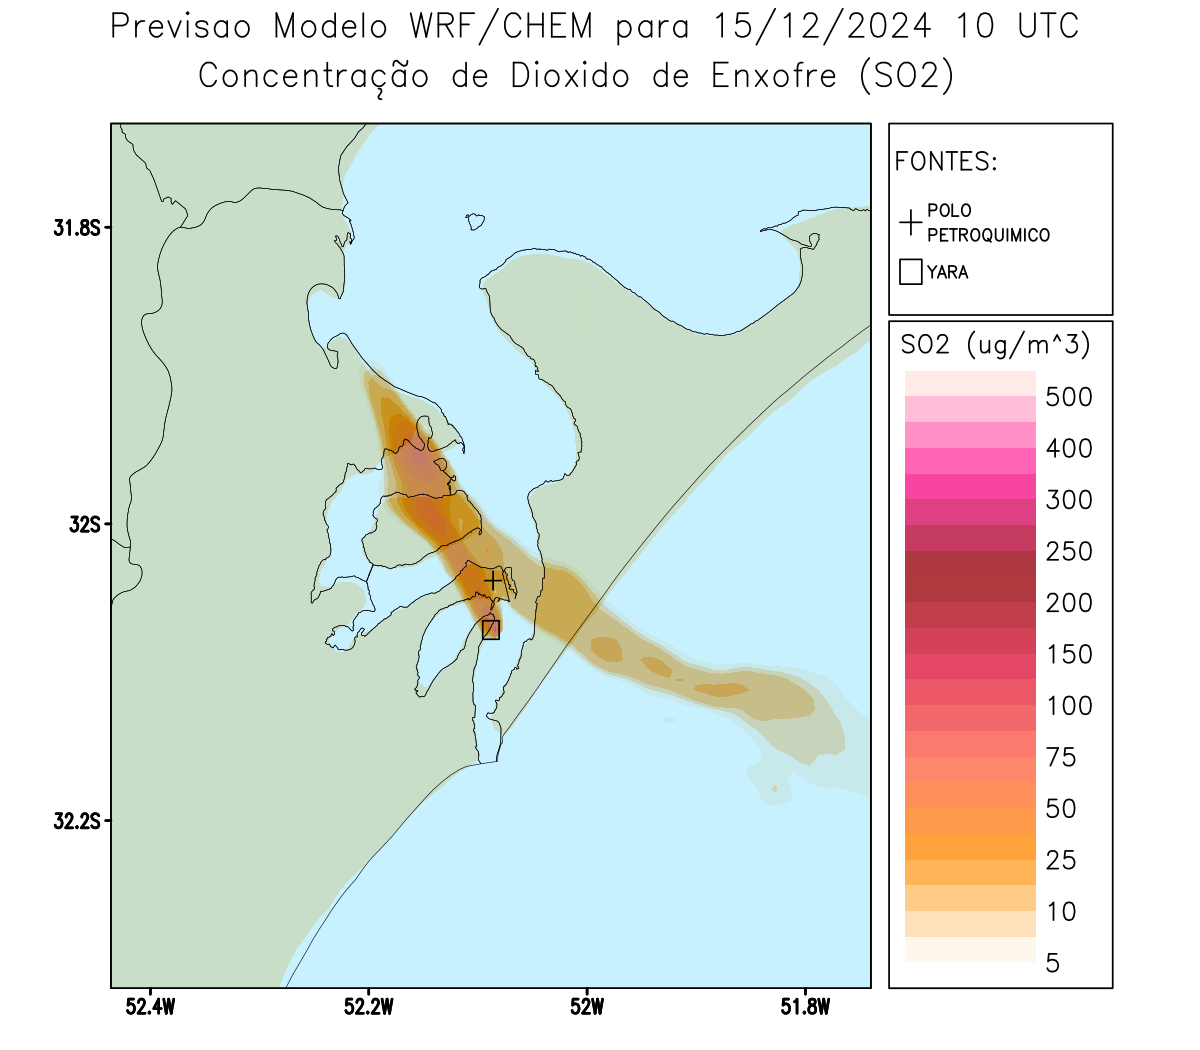 Previsao Modelo WRF/CHEM para 15/12/2024 10 UTC
Concentração de Dioxido de Enxofre (SO2)
FONTES:
POLO
PETROQUIMICO
YARA
SO2 (ug/m^3)
500
400
300
250
200
150
100
75
50
25
10
5
31.8S
32S
32.2S
52.4W
52.2W
52W
51.8W